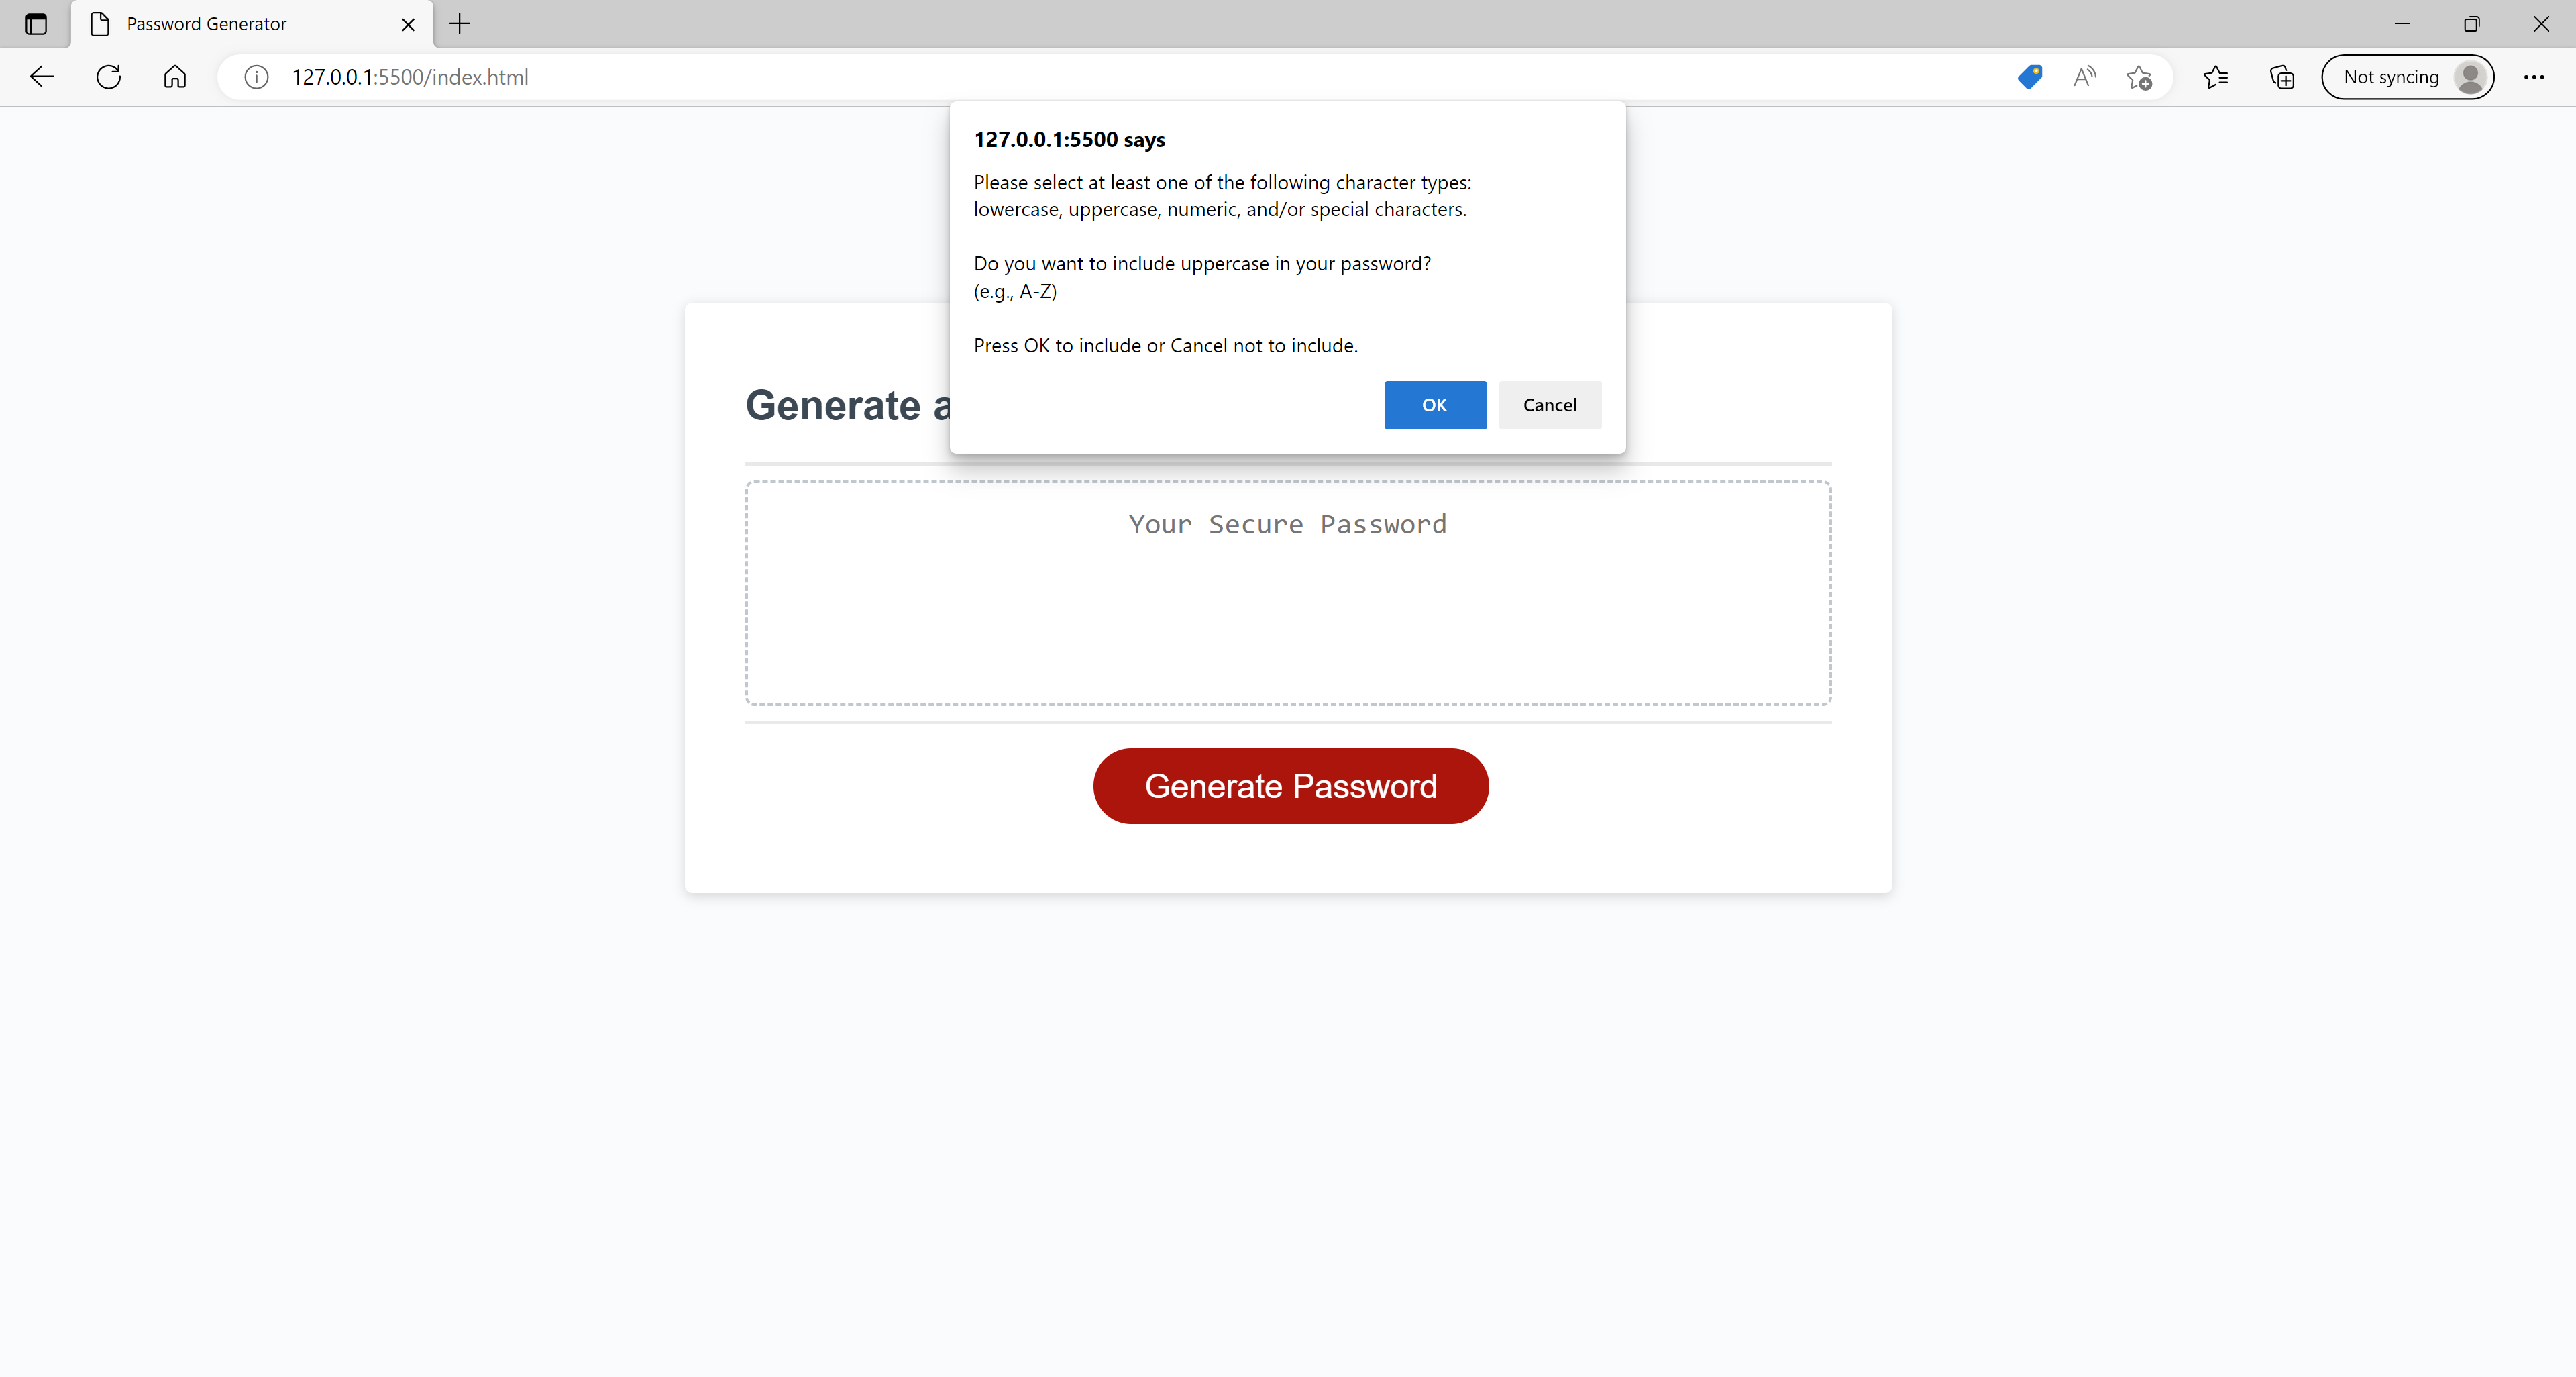 Password Generator
127.0.0.1:5500/index.html
Not syncing
127.0.0.1:5500 says
Please select at least one of the following character types:
lowercase, uppercase, numeric, and/or special characters.
Do you want to include uppercase in your password?
(e.g., A-Z)
Press OK to include or Cancel not to include.
OK Cancel
Generate a
Your Secure Password
Generate Password